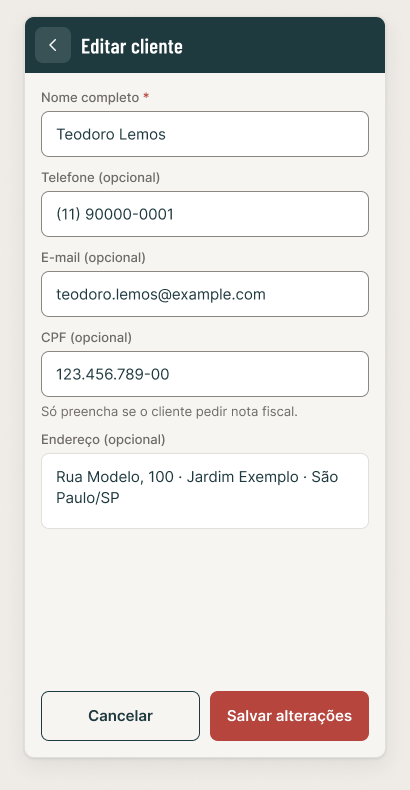 Editar cliente
Nome completo *
Teodoro Lemos
Telefone (opcional)
(11) 90000-0001
E-mail (opcional)
teodoro.lemos@example.com
CPF (opcional)
123.456.789-00
Só preencha se o cliente pedir nota fiscal.
Endereço (opcional)
Rua Modelo, 100 · Jardim Exemplo · São
Paulo/SP
Cancelar
Salvar alterações